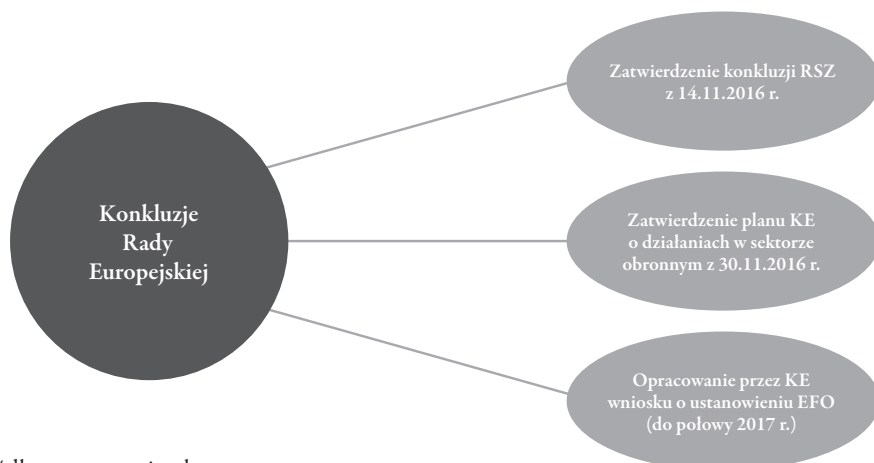 Konkluzje
Rady
Europejskiej
Zatwierdzenie konkluzji RSZ
z 14.11.2016 r.
Zatwierdzenie planu KE
o działaniach w sektorze
obronnym z 30.11.2016 r.
Opracowanie przez KE
wniosku o ustanowieniu EFO
(do połowy 2017 r.)